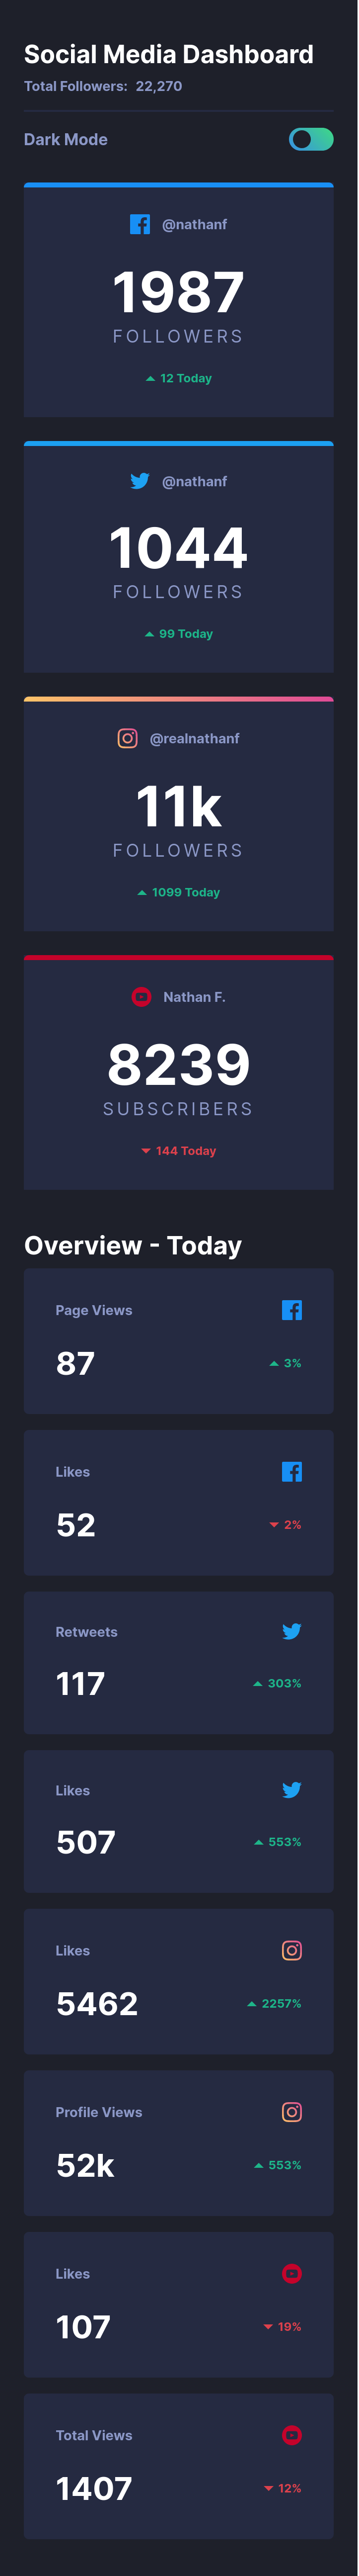 Social Media Dashboard
Total Followers: 22,270
Dark Mode
@nathanf
1987
FOLLOWERS
12 Today
@nathanf
1044
FOLLOWERS
99 Today
@realnathanf
11k
FOLLOWERS
1099 Today
Nathan F.
8239
SUBSCRIBERS
144 Today
Overview - Today
Page Views
87
3%
Likes
52
2%
Retweets
117
303%
Likes
507
553%
Likes
5462
2257%
Profile Views
52k
553%
Likes
107
19%
Total Views
1407
12%